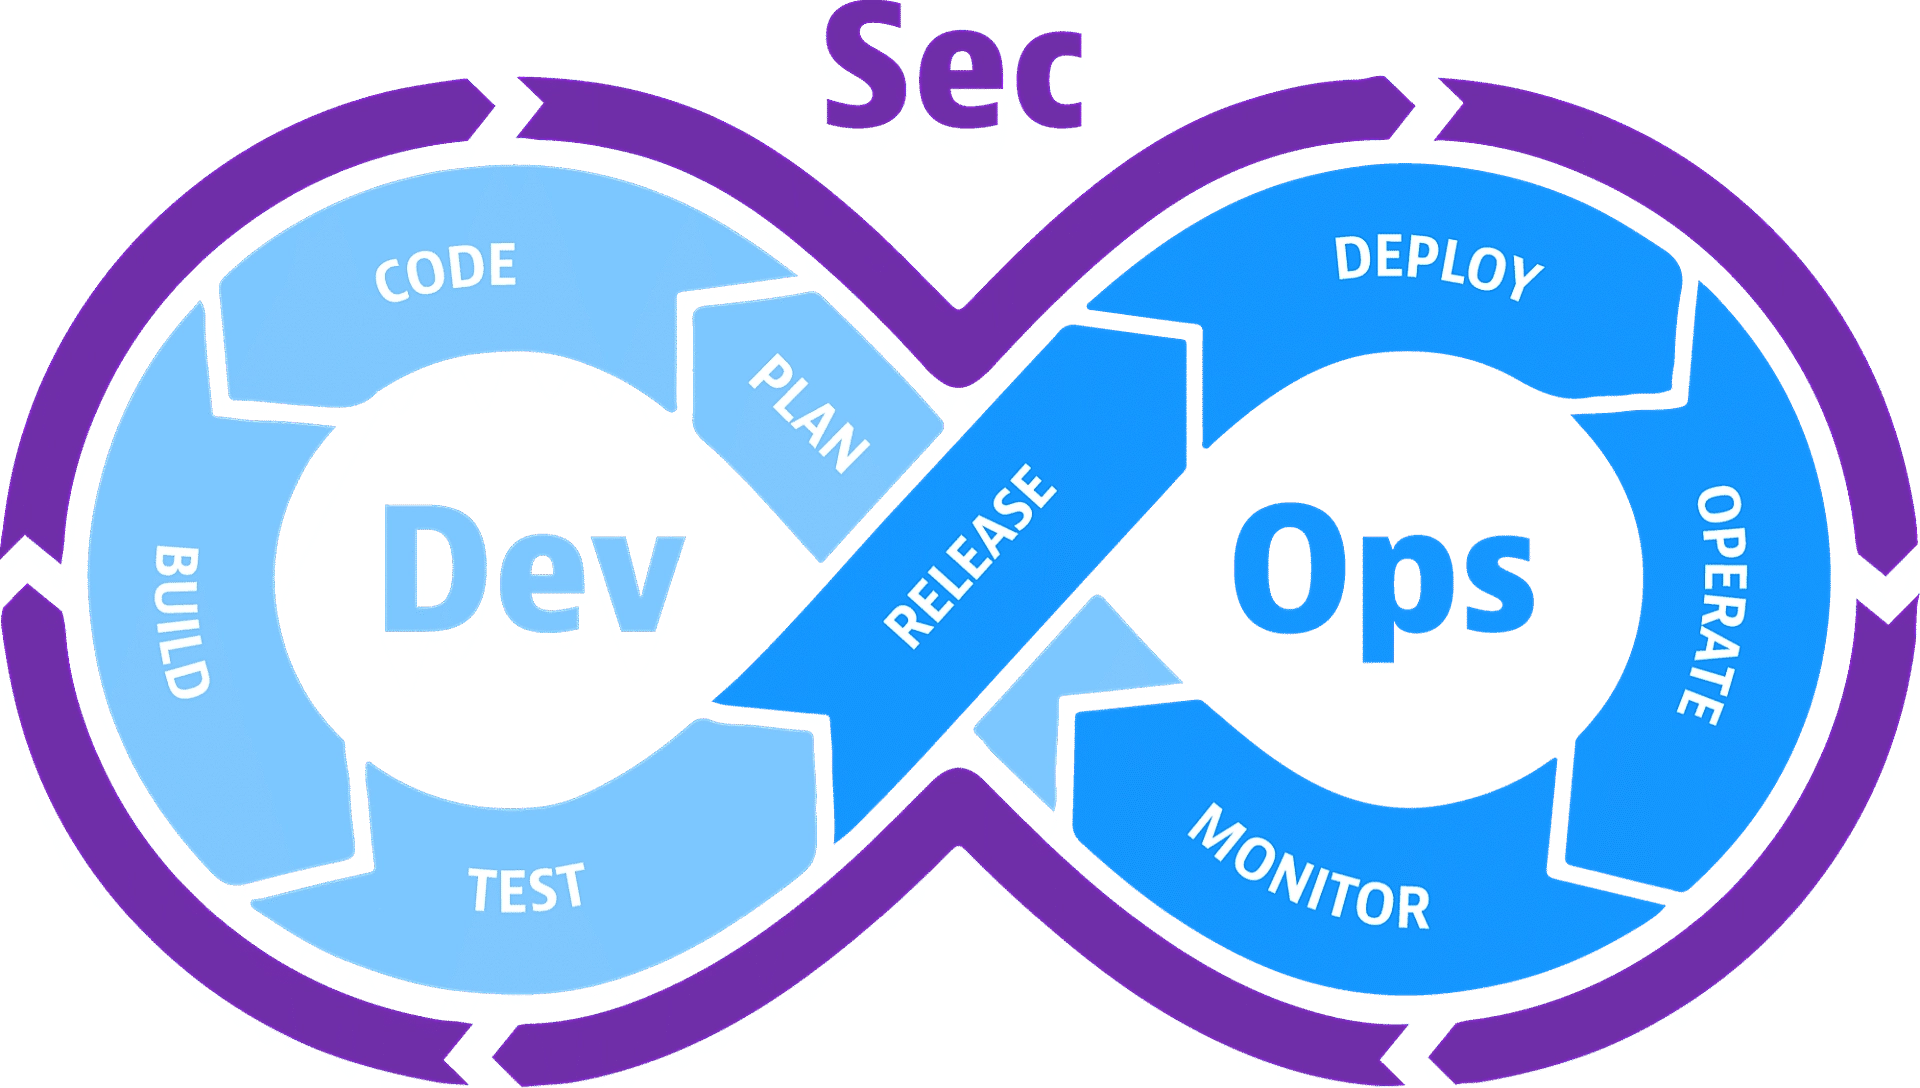 Sec
CODE
PLAN
BUILD
TEST
Dev
RELEASE
Ops
DEPLOY
OPERATE
MONITOR